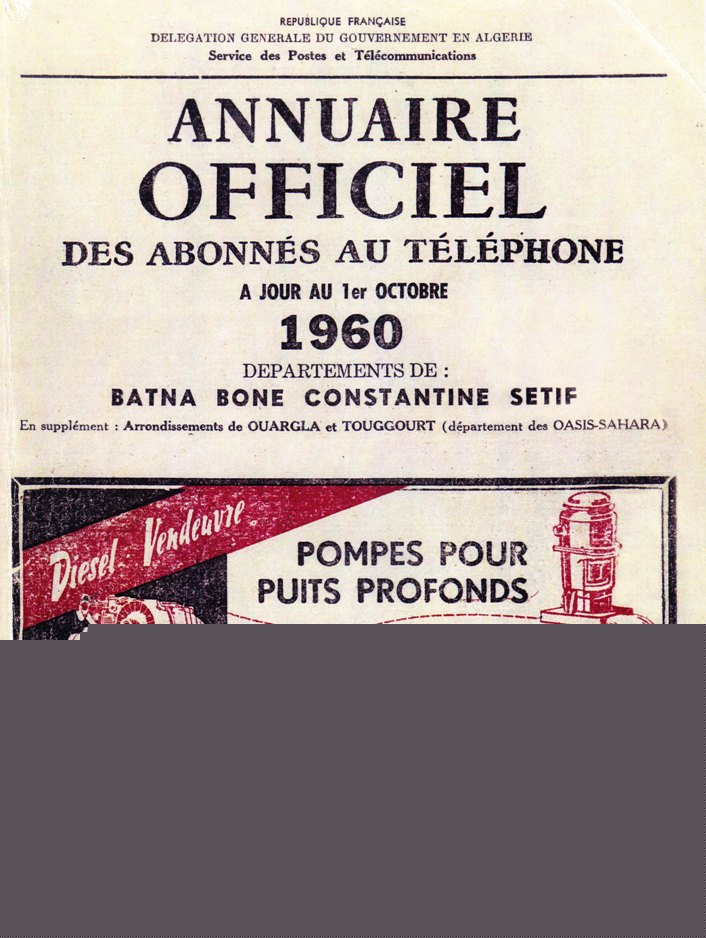 REPUBLIQUE FRANÇAISE
DELEGATION GENERALE DU GOUVERNEMENT EN ALGERIE
Service des Postes et Télécommunications
ANNUAIRE
OFFICIEL
DES ABONNÉS AU TÉLÉPHONE
A JOUR AU 1er OCTOBRE
1960
DEPARTEMENTS DE :
BATNA BONE CONSTANTINE SETIF
En supplément : Arrondissements de OUARGLA et TOUGGOURT (département des OASIS-SAHARA)
Diesel Vendeuvre
POMPES POUR
PUITS PROFONDS